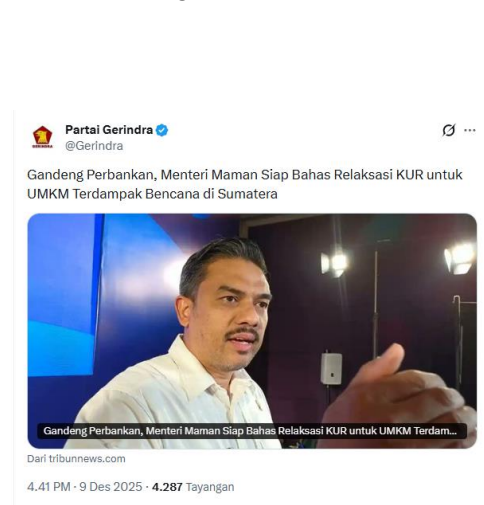 Partai Gerindra
@Gerindra
Gandeng Perbankan, Menteri Maman Siap Bahas Relaksasi KUR untuk
UMKM Terdampak Bencana di Sumatera
Gandeng Perbankan, Menteri Maman Siap Bahas Relaksasi KUR untuk UMKM Terdam...
Dari tribunnews.com
4.41 PM · 9 Des 2025 · 4.287 Tayangan